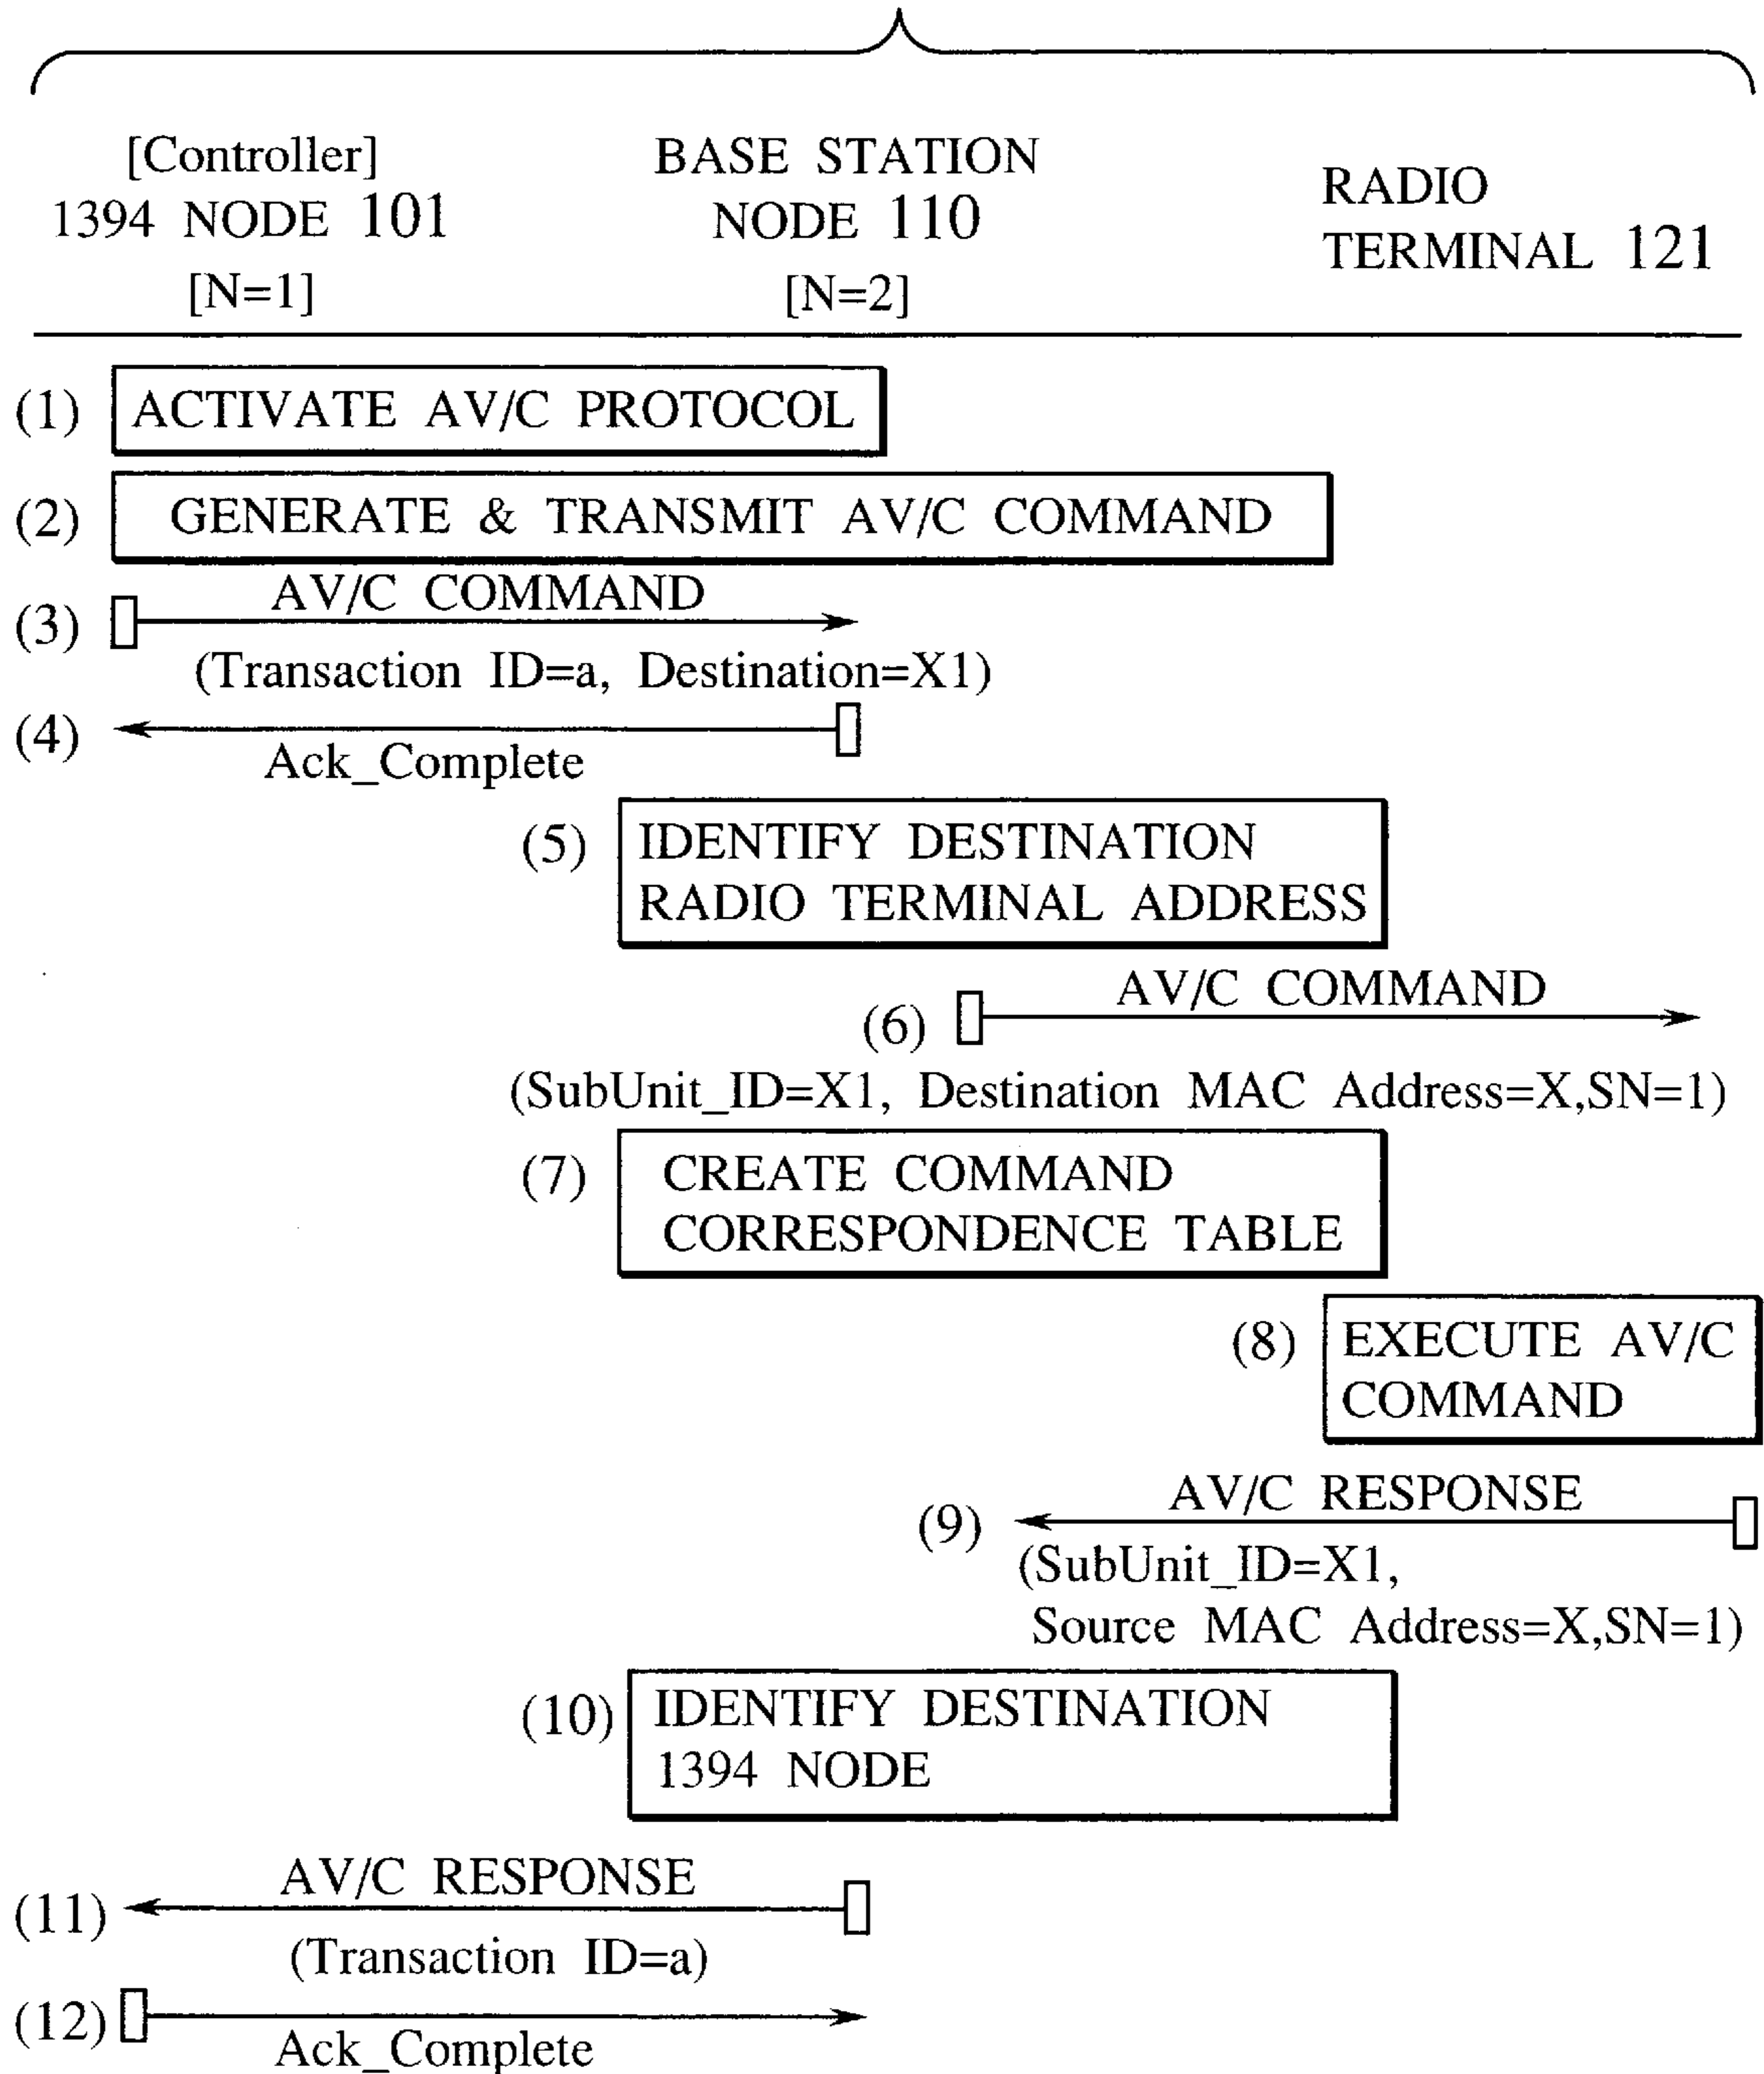 [Controller]
1394 NODE 101
[N=1]
BASE STATION
NODE 110
[N=2]
RADIO
TERMINAL 121
(1) ACTIVATE AV/C PROTOCOL
(2) GENERATE & TRANSMIT AV/C COMMAND
(3) AV/C COMMAND
(Transaction ID=a, Destination=X1)
(4) Ack_Complete
(5) IDENTIFY DESTINATION
RADIO TERMINAL ADDRESS
(6) AV/C COMMAND
(SubUnit_ID=X1, Destination MAC Address=X,SN=1)
(7) CREATE COMMAND
CORRESPONDENCE TABLE
(8) EXECUTE AV/C
COMMAND
(9) AV/C RESPONSE
(SubUnit_ID=X1,
Source MAC Address=X,SN=1)
(10) IDENTIFY DESTINATION
1394 NODE
(11) AV/C RESPONSE
(Transaction ID=a)
(12) Ack_Complete